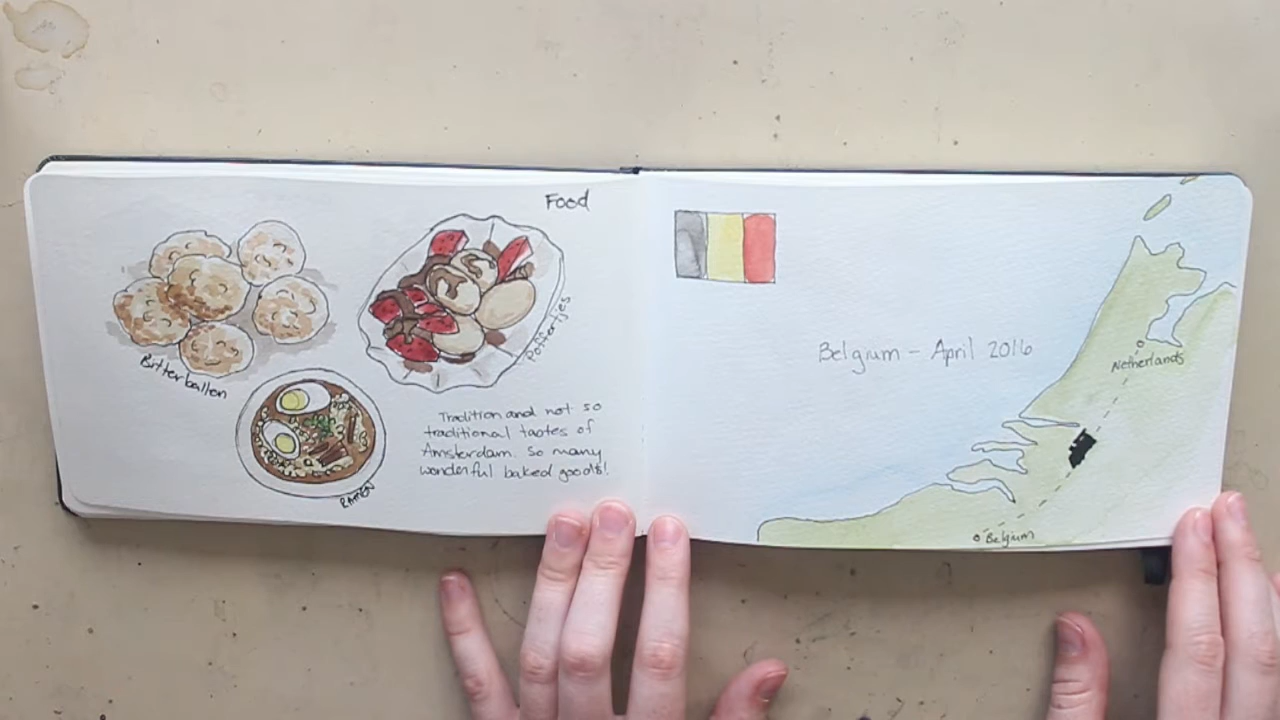 Food
Bitterballen
Poffertjes
RAMEN
Tradition and not so
traditional tastes of
Amsterdam. So many
wonderful baked goods!
Belgium - April 2016
Netherlands
Belgium